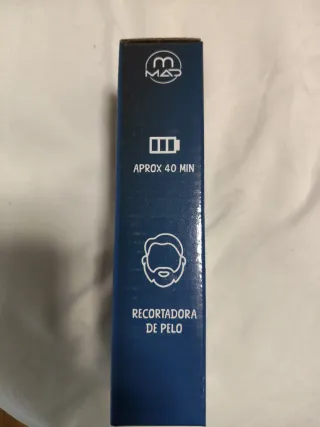 m
MAP
APROX 40 MIN
RECORTADORA
DE PELO